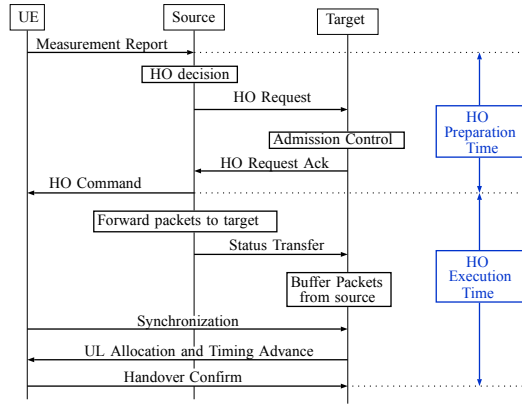 UE
Source
Target
Measurement Report
HO decision
HO Request
HO
Preparation
Time
Admission Control
HO Request Ack
HO Command
Forward packets to target
Status Transfer
HO
Execution
Time
Buffer Packets
from source
Synchronization
UL Allocation and Timing Advance
Handover Confirm